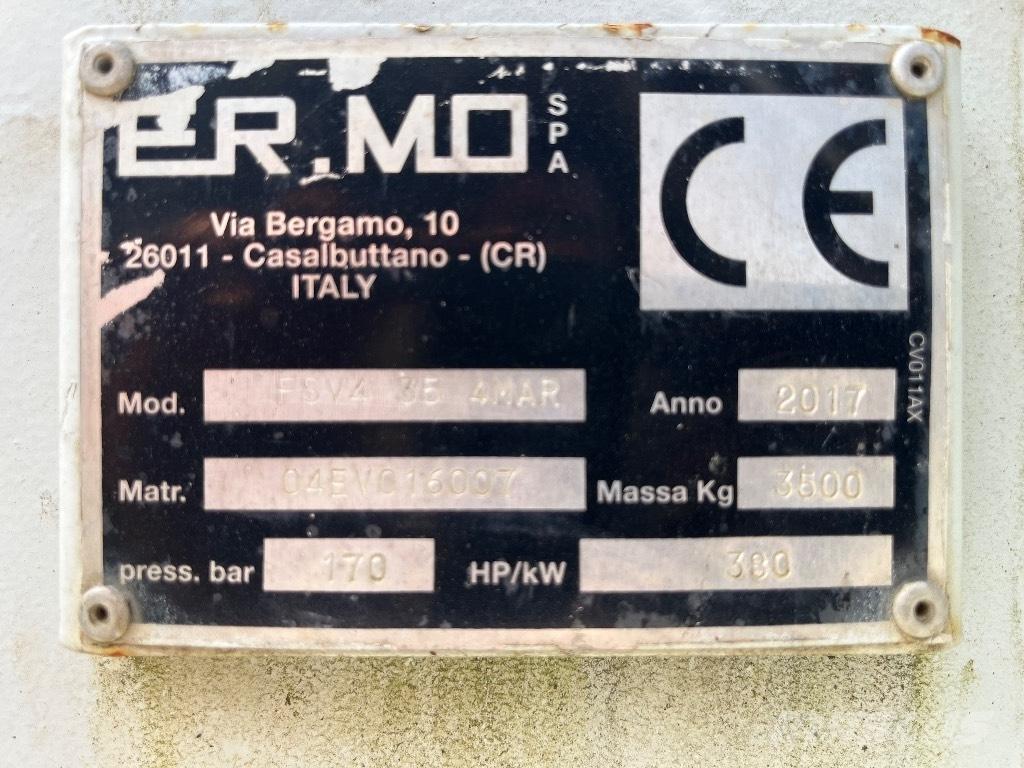 ER.MO SPA
CE
Via Bergamo, 10
26011 - Casalbuttano - (CR)
ITALY
Mod. FSV4 35 4MAR
Anno 2017
Matr. 04EV016007
Massa Kg 3500
press. bar 170
HP/kW 300
CV011AX